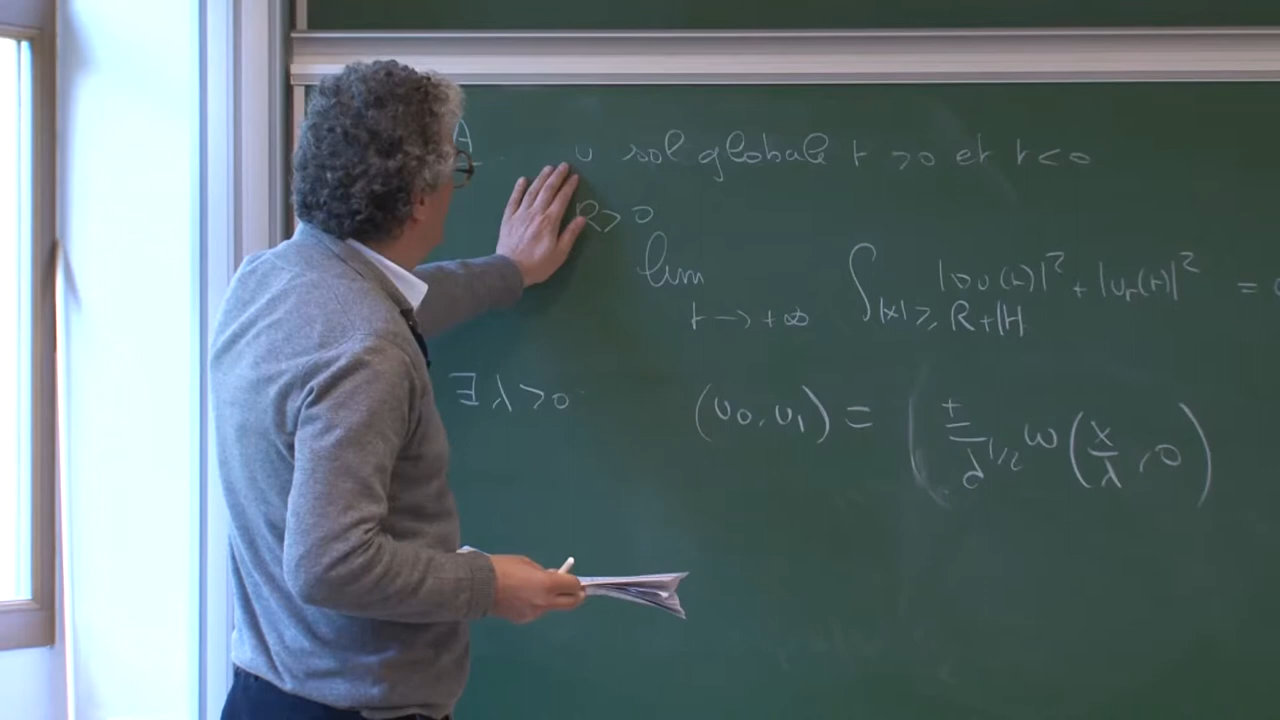 A u sol globale t >0 et t<0
R>0
lim t→+∞ ∫|x|≥R+|t| |∇u(t)|² + |u_t(t)|² =
∃ λ>0 (u₀,u₁) = ( ± / λ^1/2 W ( x/λ ,0 )